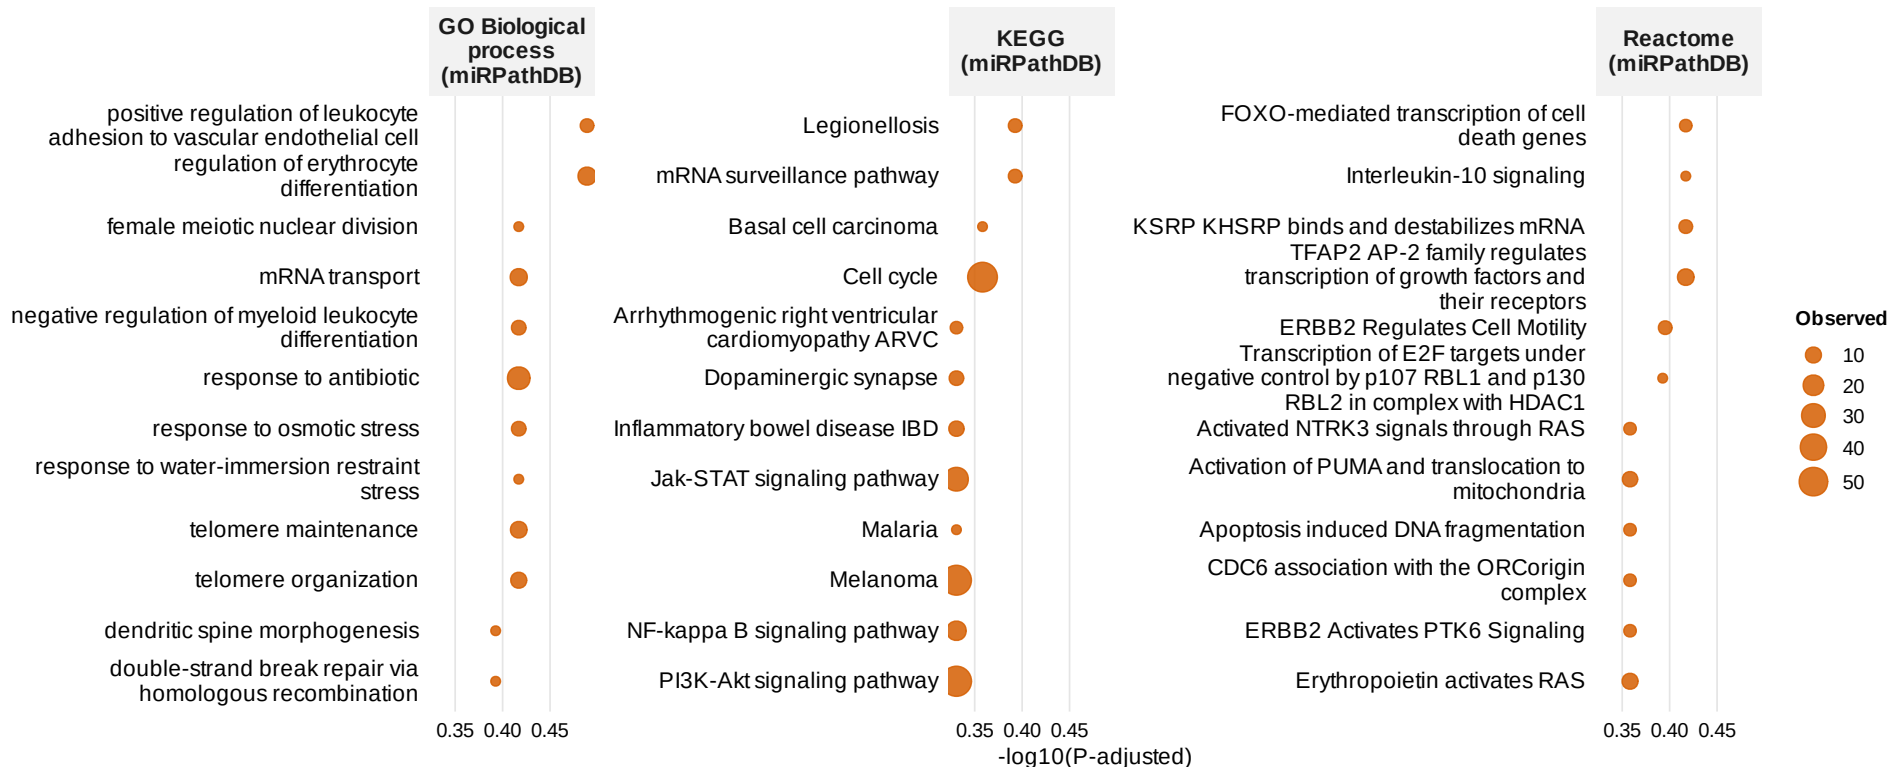 GO Biological
process
(miRPathDB)
positive regulation of leukocyte
adhesion to vascular endothelial cell
regulation of erythrocyte
differentiation
female meiotic nuclear division
mRNA transport
negative regulation of myeloid leukocyte
differentiation
response to antibiotic
response to osmotic stress
response to water-immersion restraint
stress
telomere maintenance
telomere organization
dendritic spine morphogenesis
double-strand break repair via
homologous recombination
0.35 0.40 0.45
KEGG
(miRPathDB)
Legionellosis
mRNA surveillance pathway
Basal cell carcinoma
Cell cycle
Arrhythmogenic right ventricular
cardiomyopathy ARVC
Dopaminergic synapse
Inflammatory bowel disease IBD
Jak-STAT signaling pathway
Malaria
Melanoma
NF-kappa B signaling pathway
PI3K-Akt signaling pathway
0.35 0.40 0.45
-log10(P-adjusted)
Reactome
(miRPathDB)
FOXO-mediated transcription of cell
death genes
Interleukin-10 signaling
KSRP KHSRP binds and destabilizes mRNA
TFAP2 AP-2 family regulates
transcription of growth factors and
their receptors
ERBB2 Regulates Cell Motility
Transcription of E2F targets under
negative control by p107 RBL1 and p130
RBL2 in complex with HDAC1
Activated NTRK3 signals through RAS
Activation of PUMA and translocation to
mitochondria
Apoptosis induced DNA fragmentation
CDC6 association with the ORCorigin
complex
ERBB2 Activates PTK6 Signaling
Erythropoietin activates RAS
0.35 0.40 0.45
Observed
10
20
30
40
50